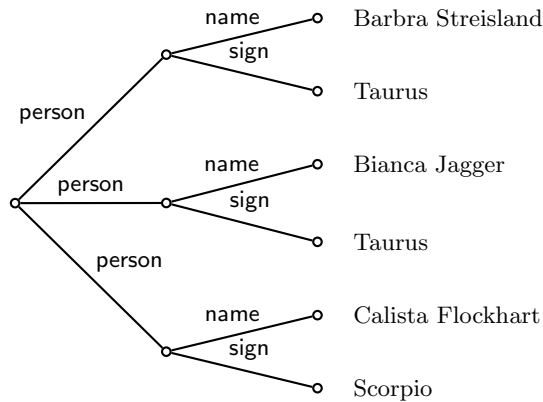 name
Barbra Streisland
sign
Taurus
person
name
Bianca Jagger
person
sign
Taurus
person
name
Calista Flockhart
sign
Scorpio